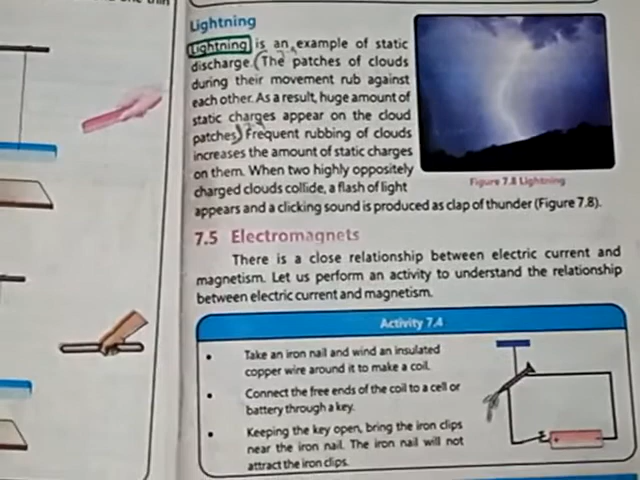 Lightning
Lightning is an example of static
discharge. (The patches of clouds
during their movement rub against
each other. As a result, huge amount of
static charges appear on the cloud
patches.) Frequent rubbing of clouds
increases the amount of static charges
on them. When two highly oppositely
charged clouds collide, a flash of light
appears and a clicking sound is produced as clap of thunder (Figure 7.8).
Figure 7.8 Lightning
7.5 Electromagnets
There is a close relationship between electric current and
magnetism. Let us perform an activity to understand the relationship
between electric current and magnetism.
Activity 7.4
• Take an iron nail and wind an insulated
copper wire around it to make a coil.
• Connect the free ends of the coil to a cell or
battery through a key.
• Keeping the key open, bring the iron clips
near the iron nail. The iron nail will not
attract the iron clips.